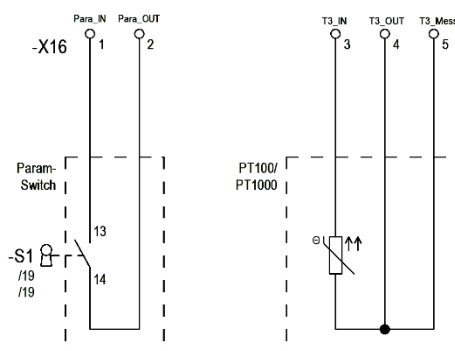 Para_IN Para_OUT T3_IN T3_OUT T3_Mess
-X16 1 2 3 4 5
Param-
Switch
PT100/
PT1000
13
-S1
14
/19
/19
Θ